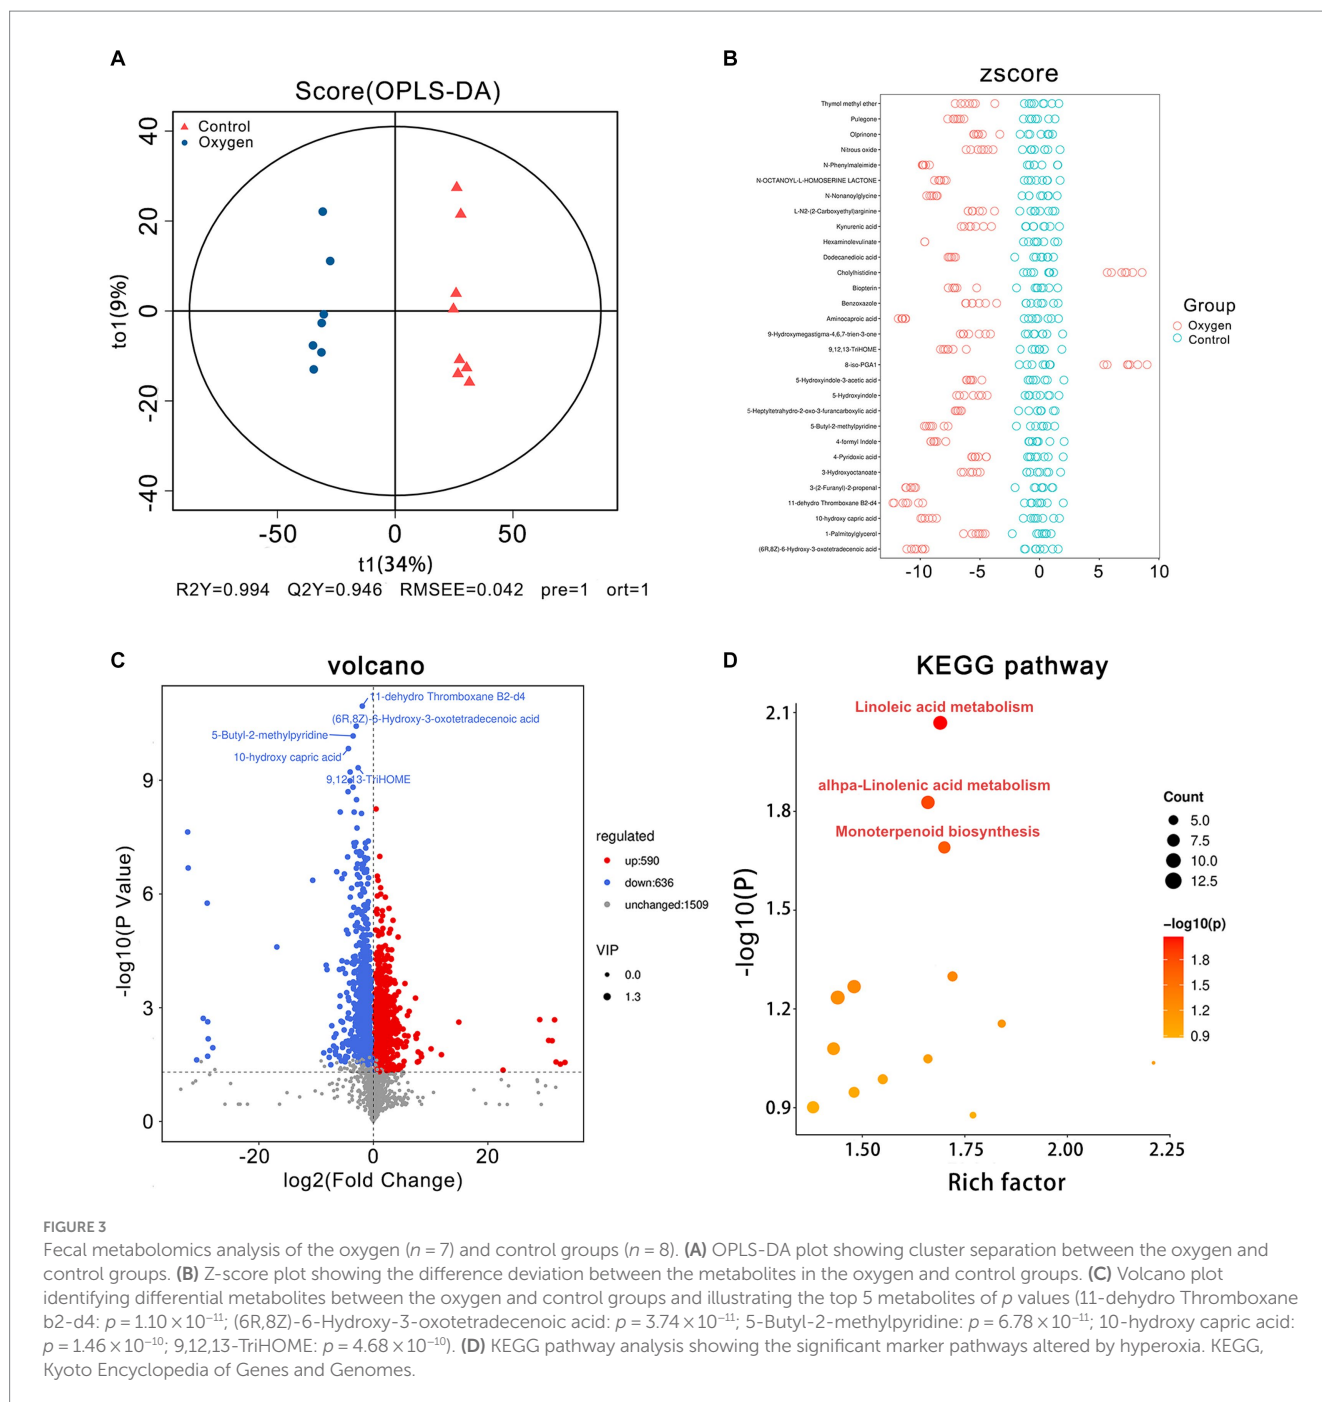 A
Score(OPLS-DA)
Control
Oxygen
40
20
0
-20
-40
to1(9%)
-50
0
50
t1(34%)
R2Y=0.994 Q2Y=0.946 RMSEE=0.042 pre=1 ort=1
B
zscore
Thymol methyl ether
Pulegone
Olprinone
Nitrous oxide
N-Phenylmaleimide
N-OCTANOYL-L-HOMOSERINE LACTONE
N-Nonanoylglycine
L-N2-(2-Carboxyethyl)arginine
Kynurenic acid
Hexaminolevulinate
Dodecanedioic acid
Cholylhistidine
Biopterin
Benzoxazole
Aminocaproic acid
9-Hydroxymegastigma-4,6,7-trien-3-one
9,12,13-TriHOME
8-iso-PGA1
5-Hydroxyindole-3-acetic acid
5-Hydroxyindole
5-Heptyltetrahydro-2-oxo-3-furancarboxylic acid
5-Butyl-2-methylpyridine
4-formyl Indole
4-Pyridoxic acid
3-Hydroxyoctanoate
3-(2-Furanyl)-2-propenal
11-dehydro Thromboxane B2-d4
10-hydroxy capric acid
1-Palmitoylglycerol
(6R,8Z)-6-Hydroxy-3-oxotetradecenoic acid
-10
-5
0
5
10
Group
Oxygen
Control
C
volcano
11-dehydro Thromboxane B2-d4
(6R,8Z)-6-Hydroxy-3-oxotetradecenoic acid
5-Butyl-2-methylpyridine
10-hydroxy capric acid
9,12,13-TriHOME
9
6
3
0
-log10(P Value)
-20
0
20
log2(Fold Change)
regulated
up:590
down:636
unchanged:1509
VIP
0.0
1.3
D
KEGG pathway
Linoleic acid metabolism
alhpa-Linolenic acid metabolism
Monoterpenoid biosynthesis
2.1
1.8
1.5
1.2
0.9
-log10(P)
1.50
1.75
2.00
2.25
Rich factor
Count
5.0
7.5
10.0
12.5
−log10(p)
1.8
1.5
1.2
0.9
FIGURE 3
Fecal metabolomics analysis of the oxygen (n = 7) and control groups (n = 8). (A) OPLS-DA plot showing cluster separation between the oxygen and
control groups. (B) Z-score plot showing the difference deviation between the metabolites in the oxygen and control groups. (C) Volcano plot
identifying differential metabolites between the oxygen and control groups and illustrating the top 5 metabolites of p values (11-dehydro Thromboxane
b2-d4: p = 1.10 × 10⁻¹¹; (6R,8Z)-6-Hydroxy-3-oxotetradecenoic acid: p = 3.74 × 10⁻¹¹; 5-Butyl-2-methylpyridine: p = 6.78 × 10⁻¹¹; 10-hydroxy capric acid:
p = 1.46 × 10⁻¹⁰; 9,12,13-TriHOME: p = 4.68 × 10⁻¹⁰). (D) KEGG pathway analysis showing the significant marker pathways altered by hyperoxia. KEGG,
Kyoto Encyclopedia of Genes and Genomes.